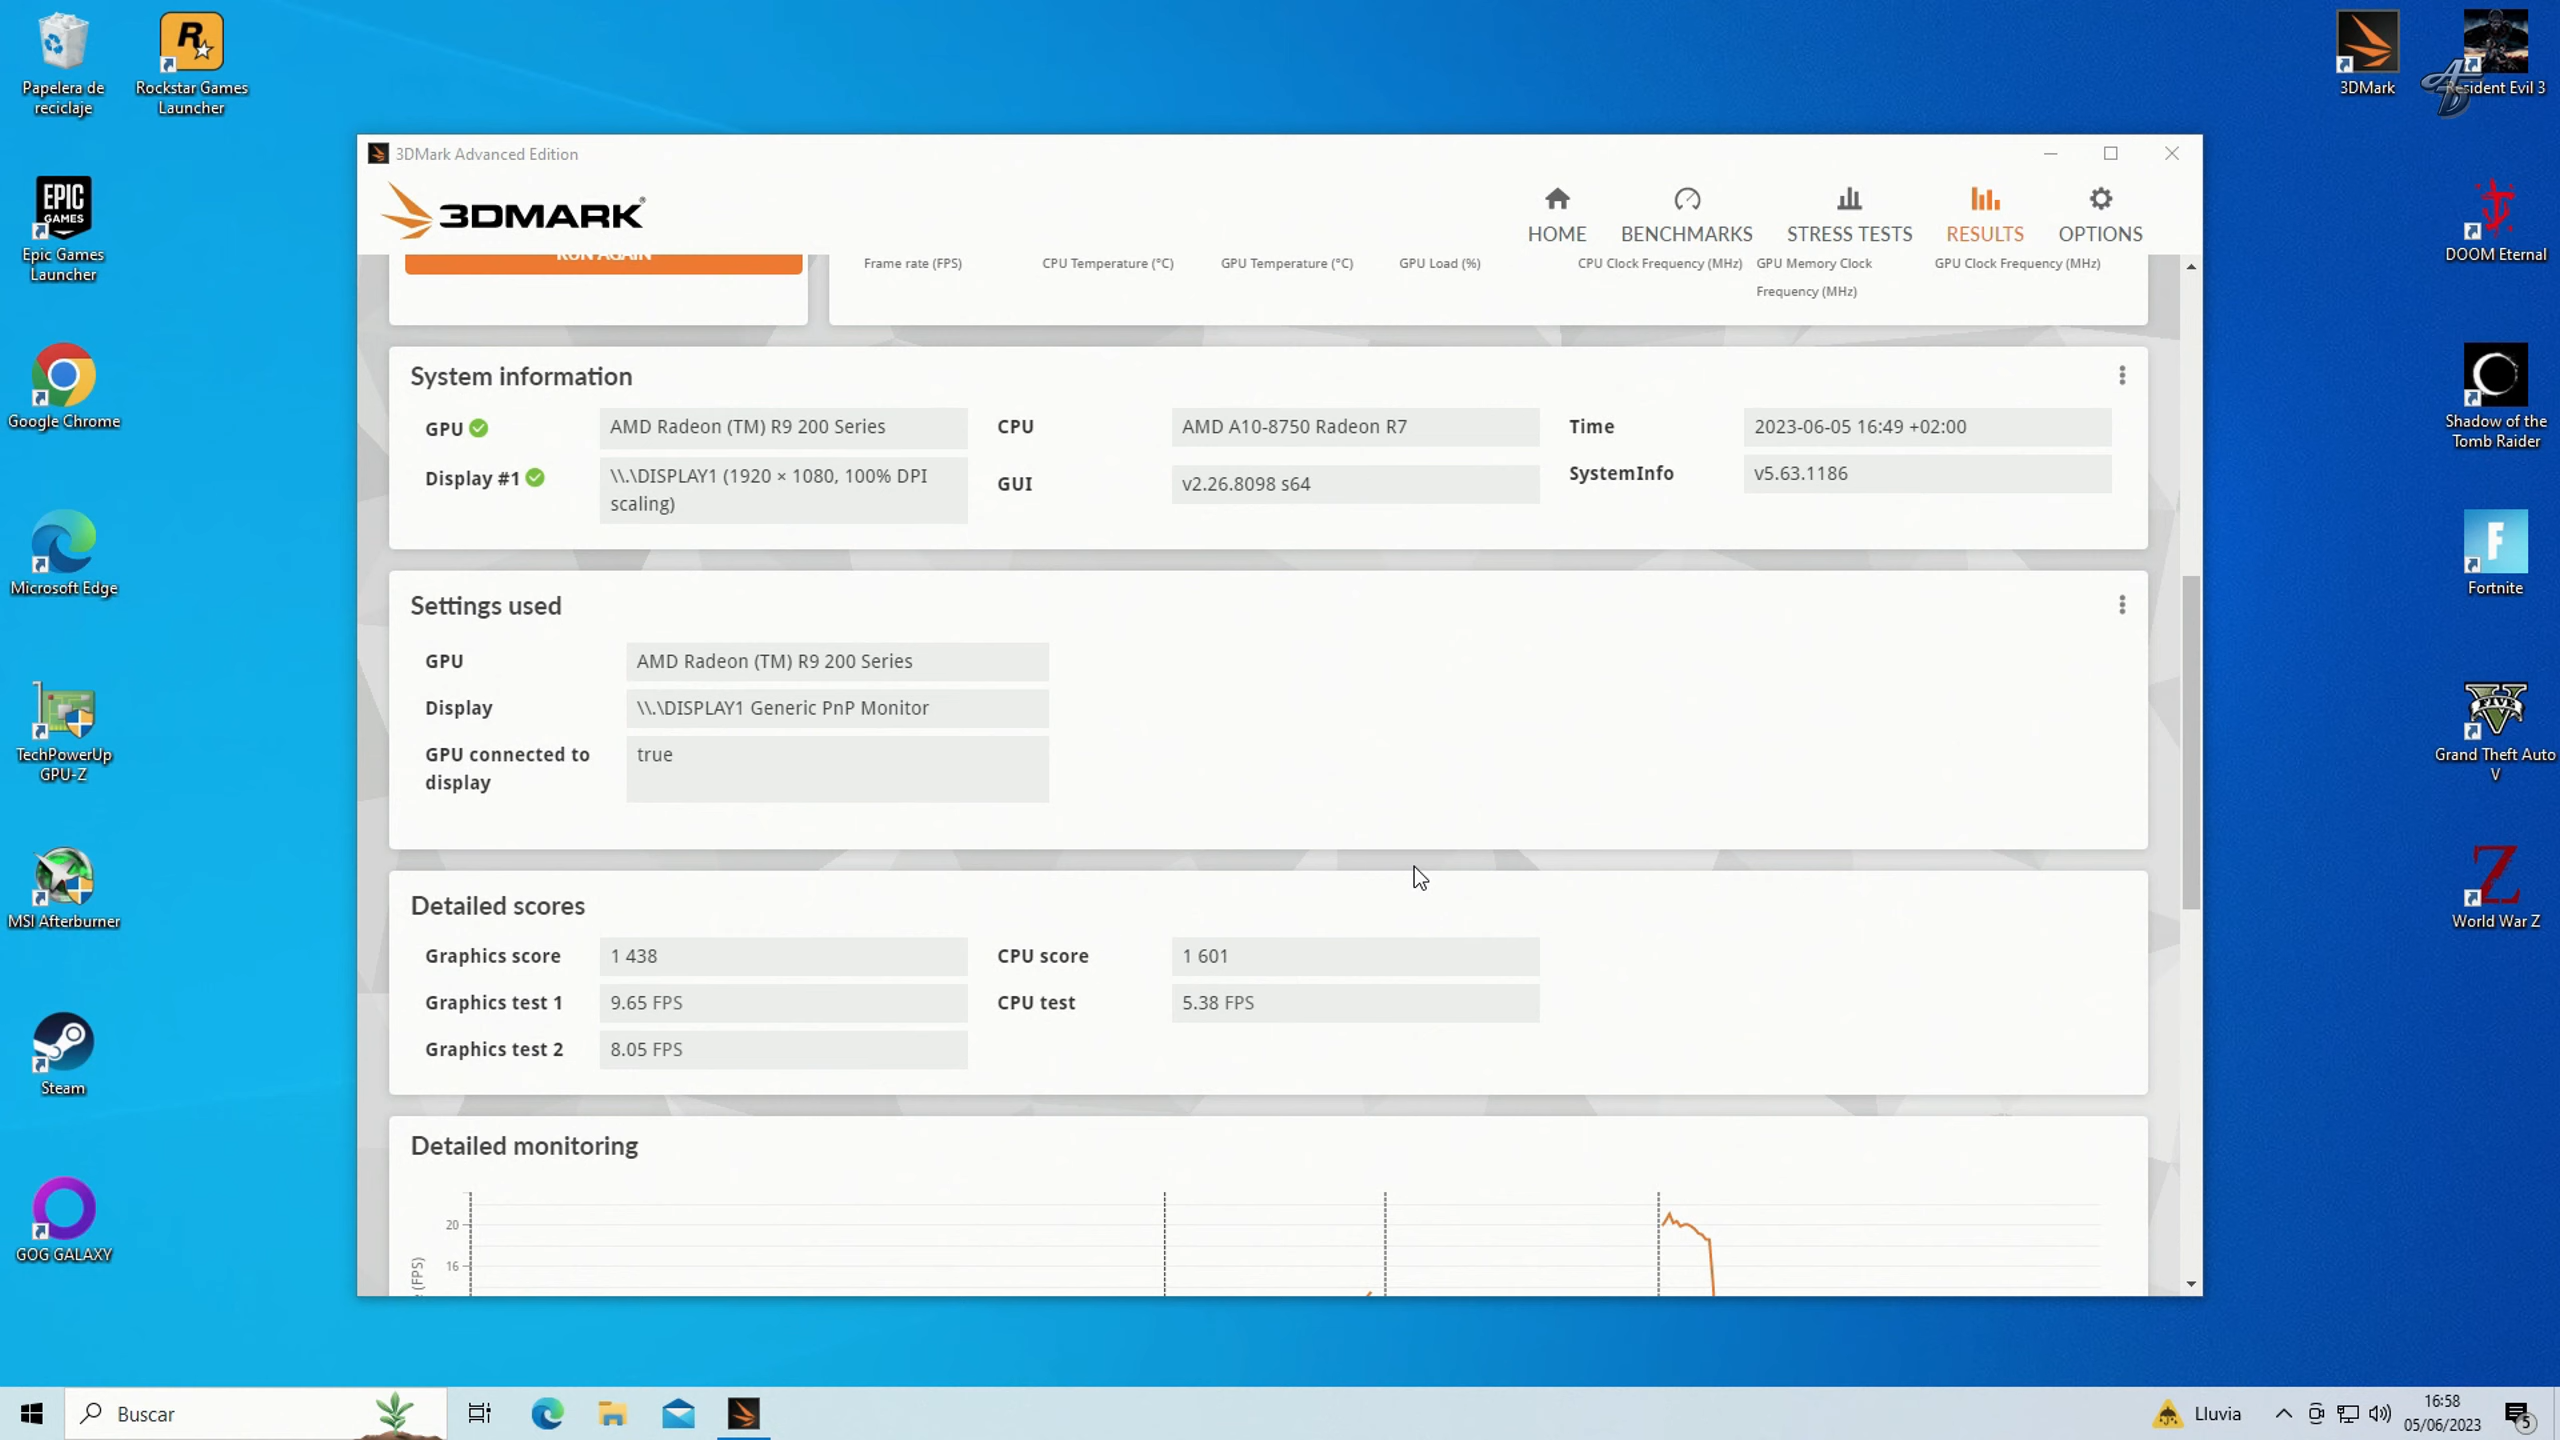 Papelera de
reciclaje
Rockstar Games
Launcher
Epic Games
Launcher
EPIC
GAMES
Google Chrome
Microsoft Edge
TechPowerUp
GPU-Z
MSI Afterburner
Steam
GOG GALAXY
3DMark
Resident Evil 3
DOOM Eternal
Shadow of the
Tomb Raider
Fortnite
FIVE
Grand Theft Auto
V
World War Z
3DMark Advanced Edition
3DMARK
HOME
BENCHMARKS
STRESS TESTS
RESULTS
OPTIONS
RUN AGAIN
Frame rate (FPS)
CPU Temperature (°C)
GPU Temperature (°C)
GPU Load (%)
CPU Clock Frequency (MHz)
GPU Memory Clock
Frequency (MHz)
GPU Clock Frequency (MHz)
System information
GPU
AMD Radeon (TM) R9 200 Series
CPU
AMD A10-8750 Radeon R7
Time
2023-06-05 16:49 +02:00
Display #1
\\.\DISPLAY1 (1920 × 1080, 100% DPI
scaling)
GUI
v2.26.8098 s64
SystemInfo
v5.63.1186
Settings used
GPU
AMD Radeon (TM) R9 200 Series
Display
\\.\DISPLAY1 Generic PnP Monitor
GPU connected to
display
true
Detailed scores
Graphics score
1 438
CPU score
1 601
Graphics test 1
9.65 FPS
CPU test
5.38 FPS
Graphics test 2
8.05 FPS
Detailed monitoring
20
16
(FPS)
Buscar
Lluvia
16:58
05/06/2023
5